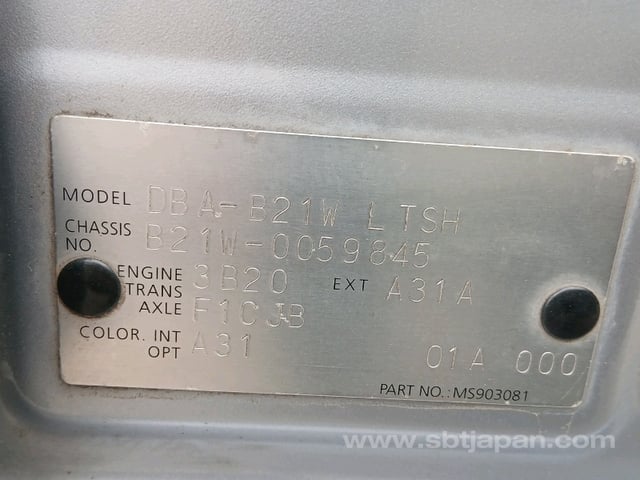 MODEL DBA-B21W LTSH
CHASSIS NO. B21W-0059845
ENGINE 3B20 EXT A31A
TRANS AXLE F1CJB
COLOR. INT A31
OPT 01A 000
PART NO.: MS903081
www.sbtjapan.com